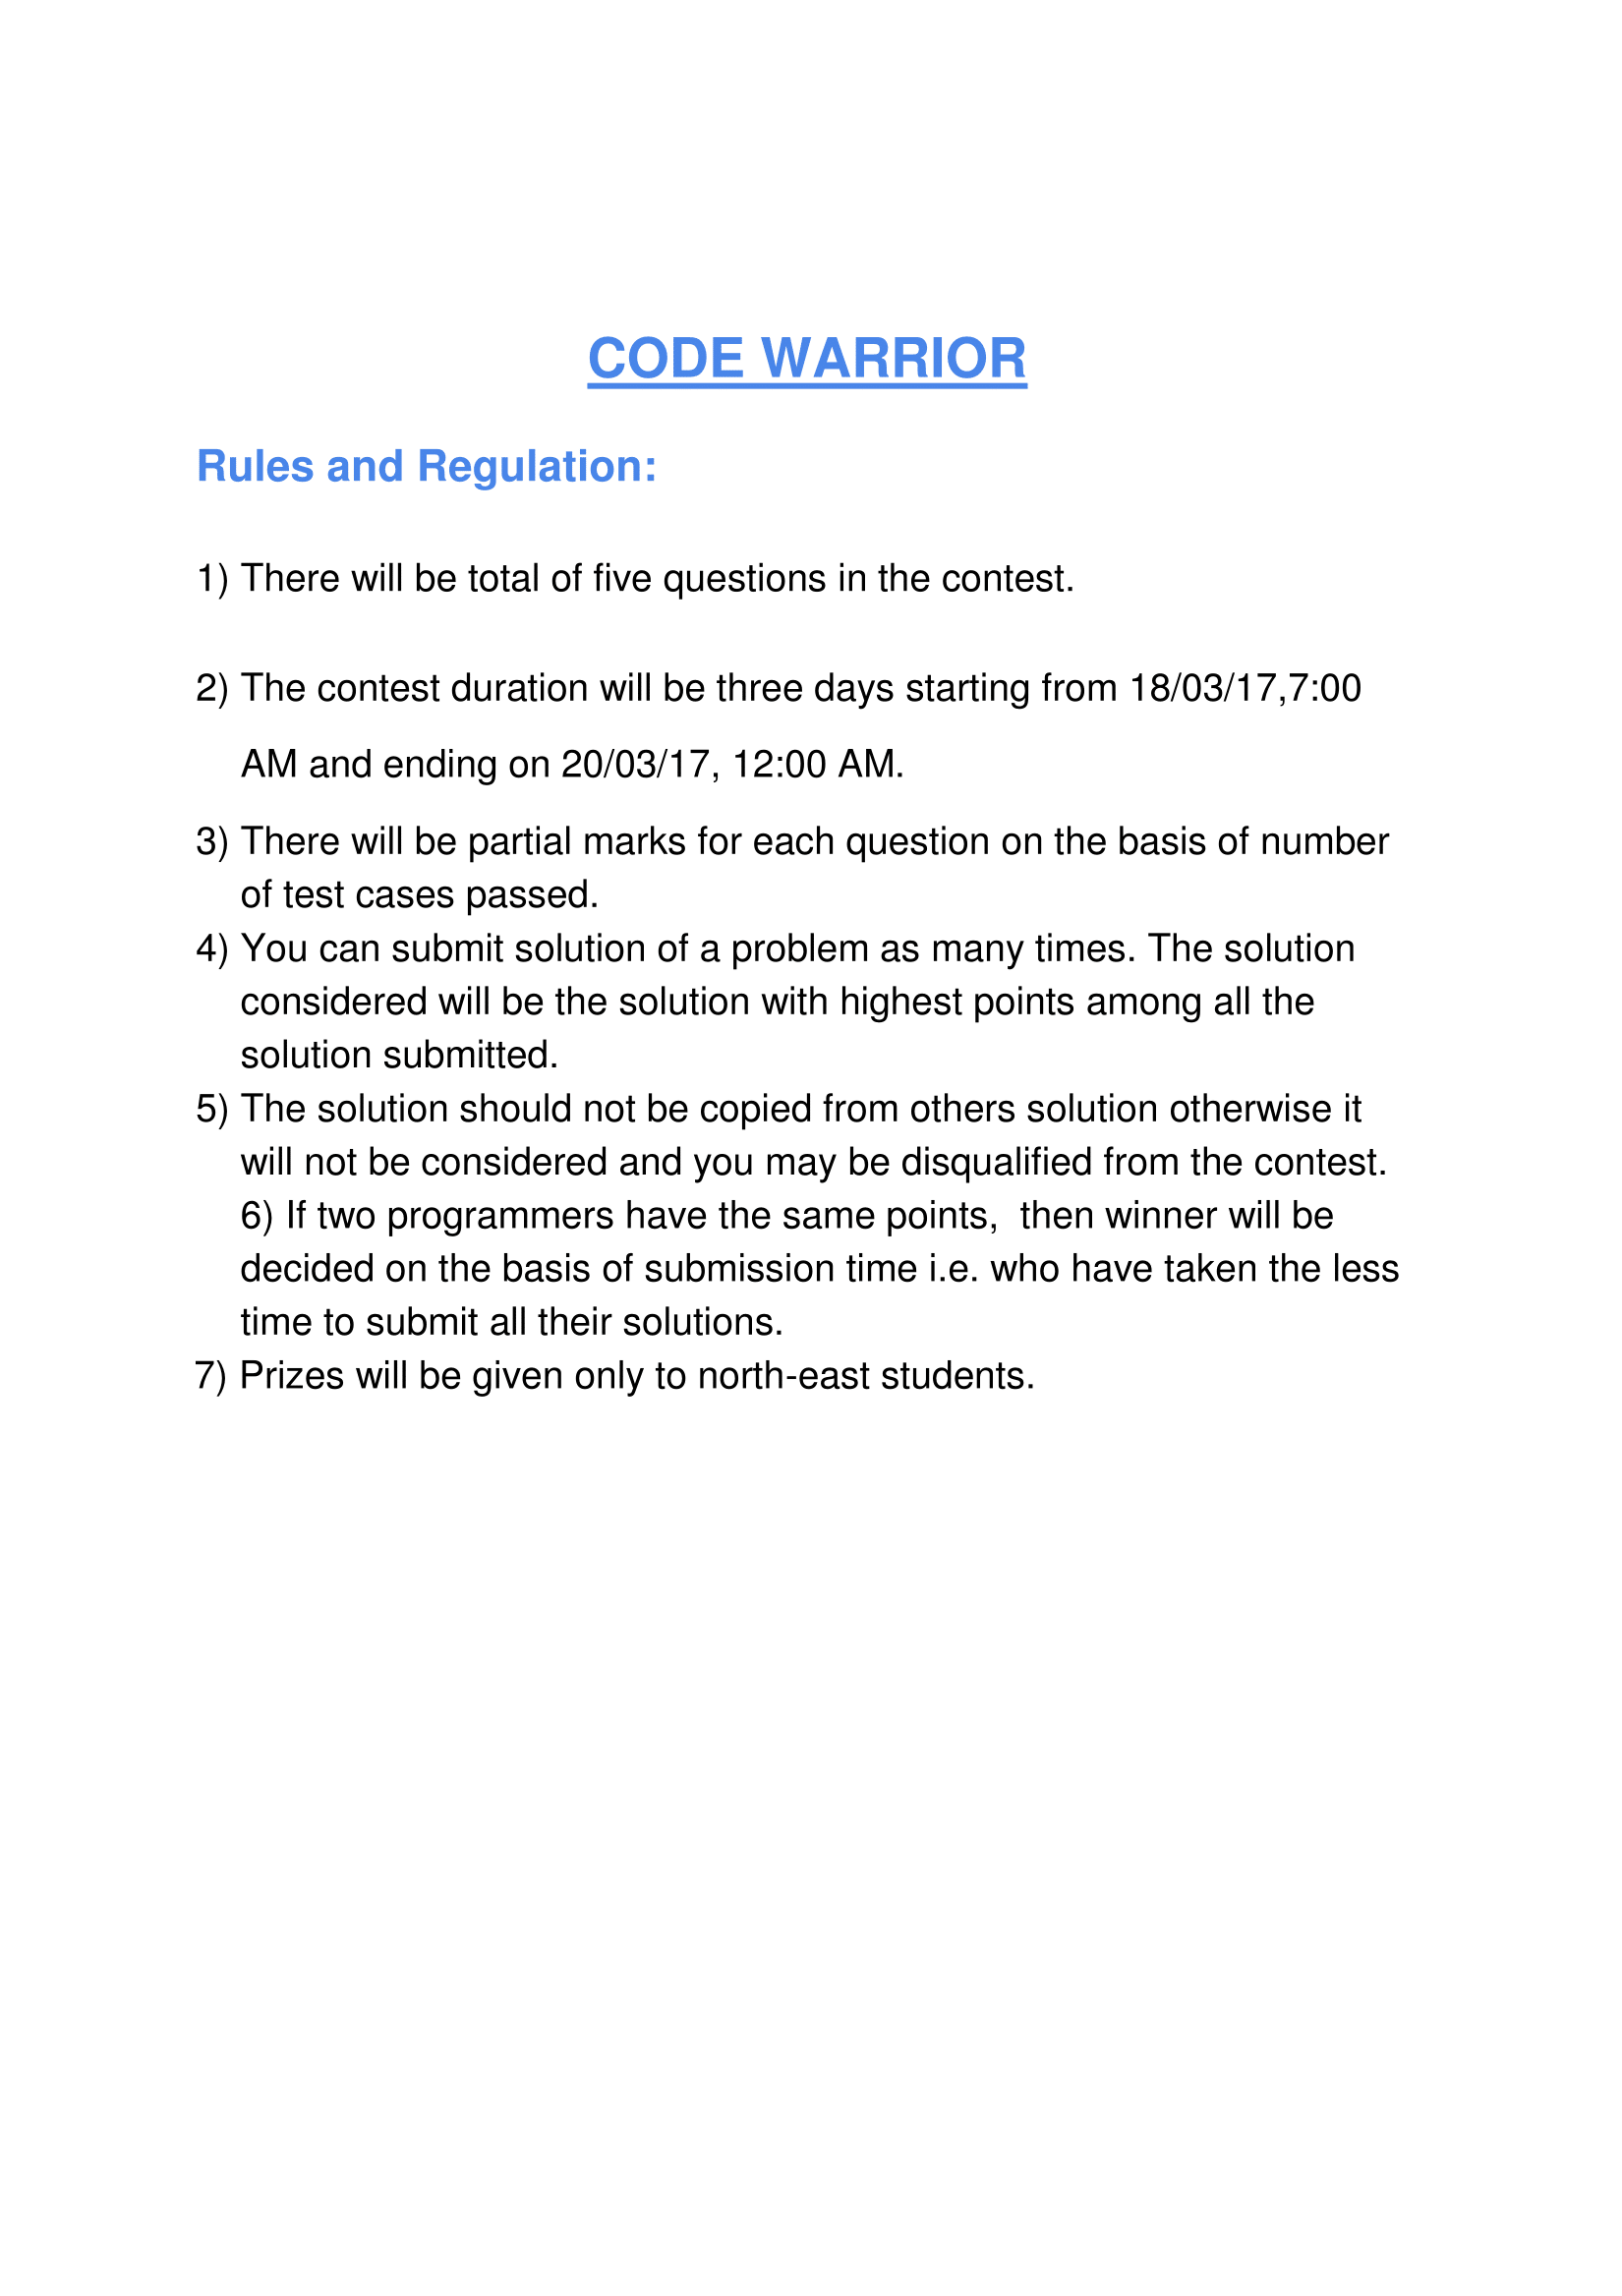 CODE WARRIOR
Rules and Regulation:
1) There will be total of five questions in the contest.
2) The contest duration will be three days starting from 18/03/17,7:00
AM and ending on 20/03/17, 12:00 AM.
3) There will be partial marks for each question on the basis of number
of test cases passed.
4) You can submit solution of a problem as many times. The solution
considered will be the solution with highest points among all the
solution submitted.
5) The solution should not be copied from others solution otherwise it
will not be considered and you may be disqualified from the contest.
6) If two programmers have the same points,  then winner will be
decided on the basis of submission time i.e. who have taken the less
time to submit all their solutions.
7) Prizes will be given only to north-east students.